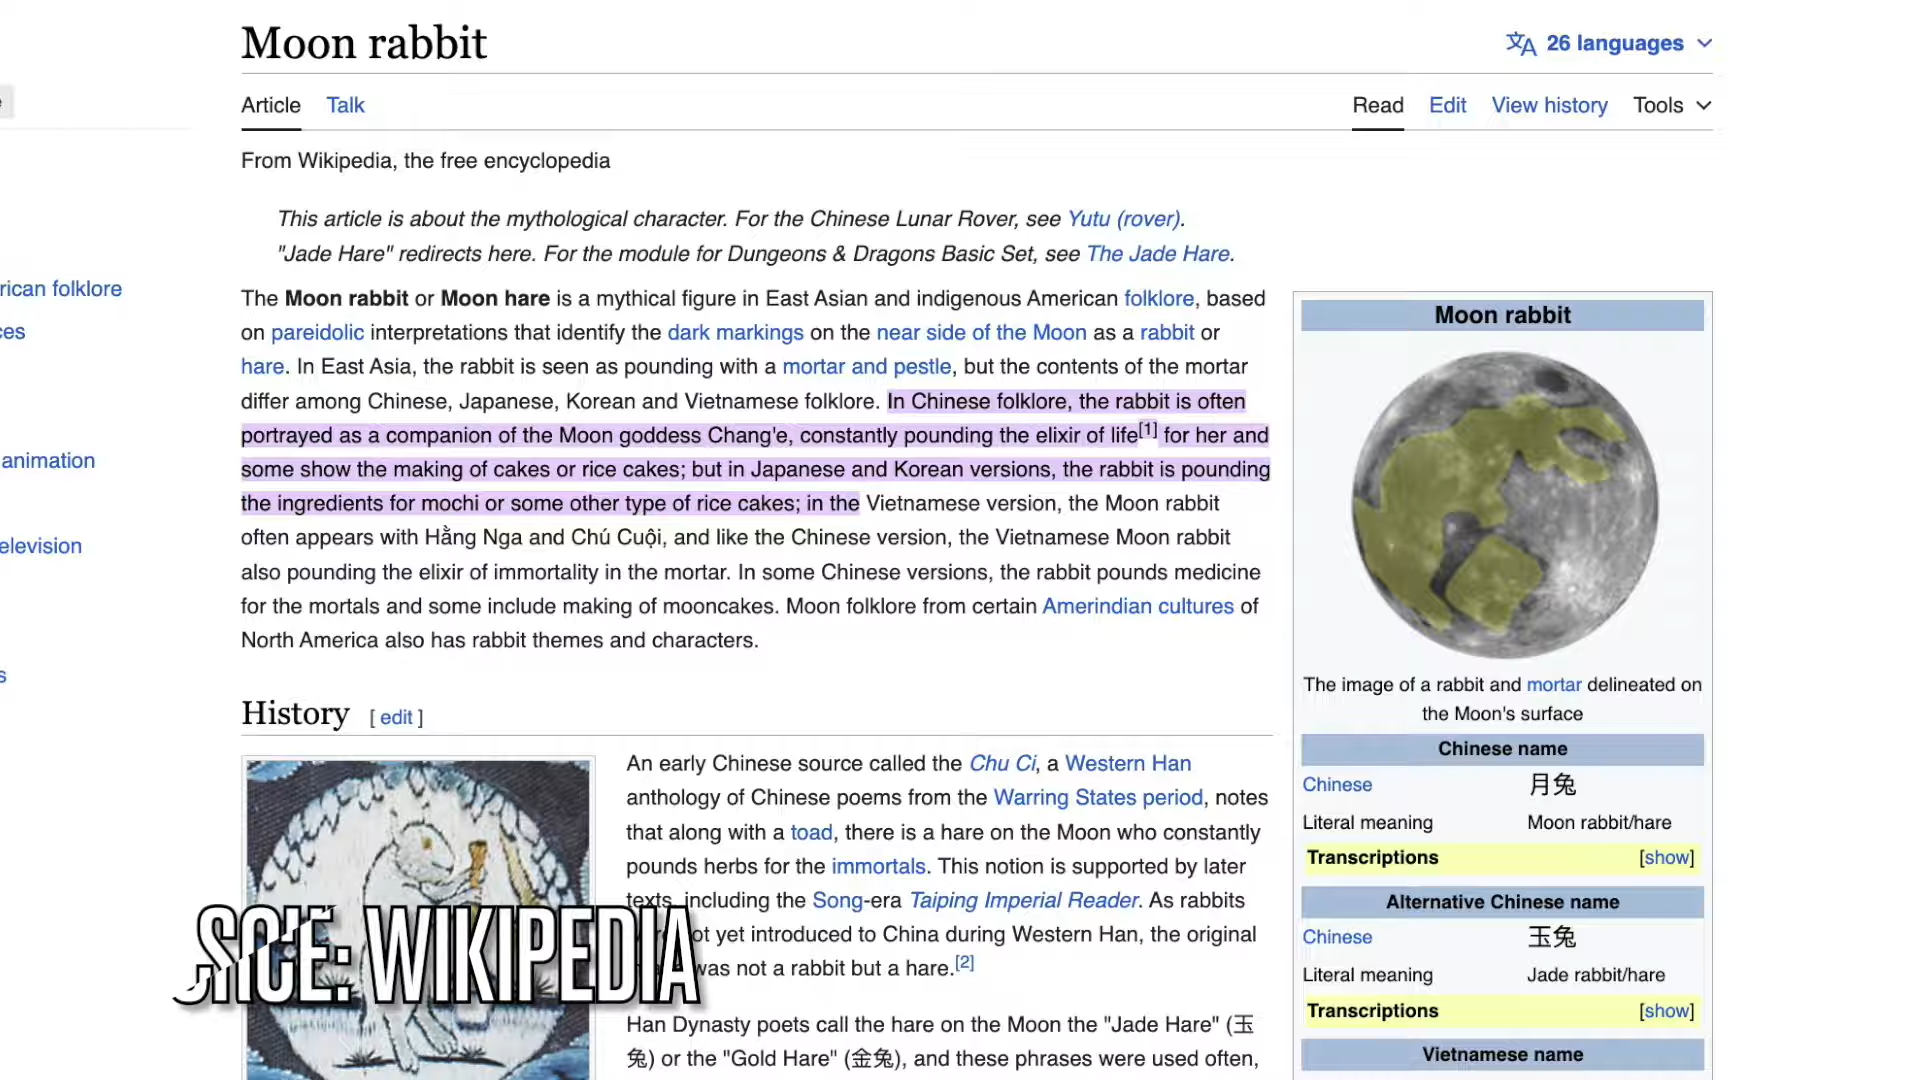 Moon rabbit
26 languages
Article Talk
Read Edit View history Tools
From Wikipedia, the free encyclopedia
This article is about the mythological character. For the Chinese Lunar Rover, see Yutu (rover).
"Jade Hare" redirects here. For the module for Dungeons & Dragons Basic Set, see The Jade Hare.
rican folklore
ces
animation
elevision
s
The Moon rabbit or Moon hare is a mythical figure in East Asian and indigenous American folklore, based
on pareidolic interpretations that identify the dark markings on the near side of the Moon as a rabbit or
hare. In East Asia, the rabbit is seen as pounding with a mortar and pestle, but the contents of the mortar
differ among Chinese, Japanese, Korean and Vietnamese folklore. In Chinese folklore, the rabbit is often
portrayed as a companion of the Moon goddess Chang'e, constantly pounding the elixir of life[1] for her and
some show the making of cakes or rice cakes; but in Japanese and Korean versions, the rabbit is pounding
the ingredients for mochi or some other type of rice cakes; in the Vietnamese version, the Moon rabbit
often appears with Hằng Nga and Chú Cuội, and like the Chinese version, the Vietnamese Moon rabbit
also pounding the elixir of immortality in the mortar. In some Chinese versions, the rabbit pounds medicine
for the mortals and some include making of mooncakes. Moon folklore from certain Amerindian cultures of
North America also has rabbit themes and characters.
History [ edit ]
An early Chinese source called the Chu Ci, a Western Han
anthology of Chinese poems from the Warring States period, notes
that along with a toad, there is a hare on the Moon who constantly
pounds herbs for the immortals. This notion is supported by later
texts, including the Song-era Taiping Imperial Reader. As rabbits
not yet introduced to China during Western Han, the original
was not a rabbit but a hare.[2]
Han Dynasty poets call the hare on the Moon the "Jade Hare" (玉
兔) or the "Gold Hare" (金兔), and these phrases were used often,
WIKIPEDIA
Moon rabbit
The image of a rabbit and mortar delineated on
the Moon's surface
Chinese name
Chinese 月兔
Literal meaning Moon rabbit/hare
Transcriptions [show]
Alternative Chinese name
Chinese 玉兔
Literal meaning Jade rabbit/hare
Transcriptions [show]
Vietnamese name